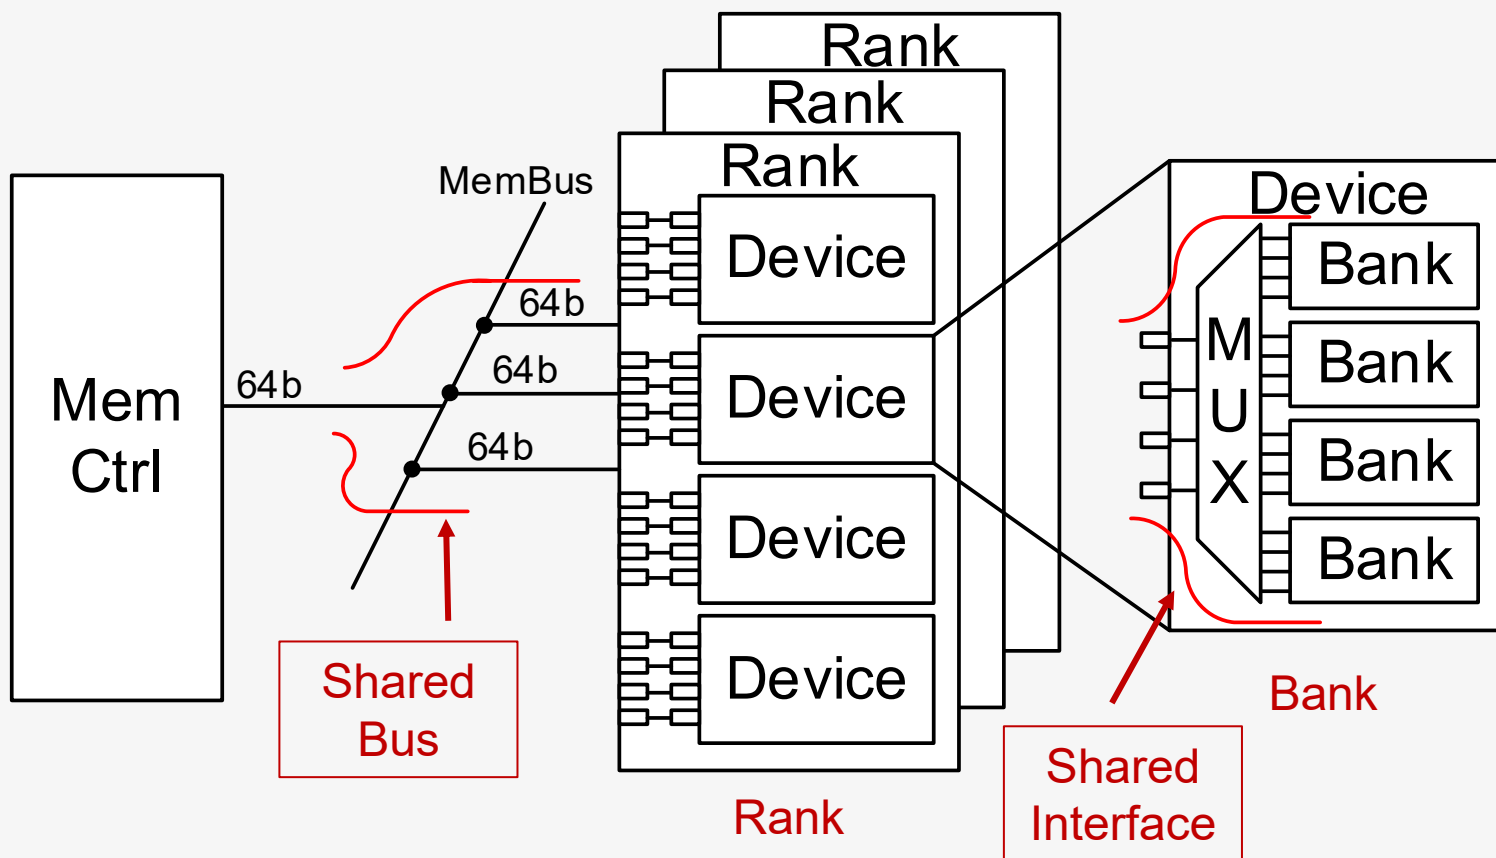 Mem
Ctrl
64b
MemBus
64b
64b
64b
Shared
Bus
Rank
Rank
Rank
Device
Device
Device
Device
Rank
Device
M
U
X
Bank
Bank
Bank
Bank
Bank
Shared
Interface